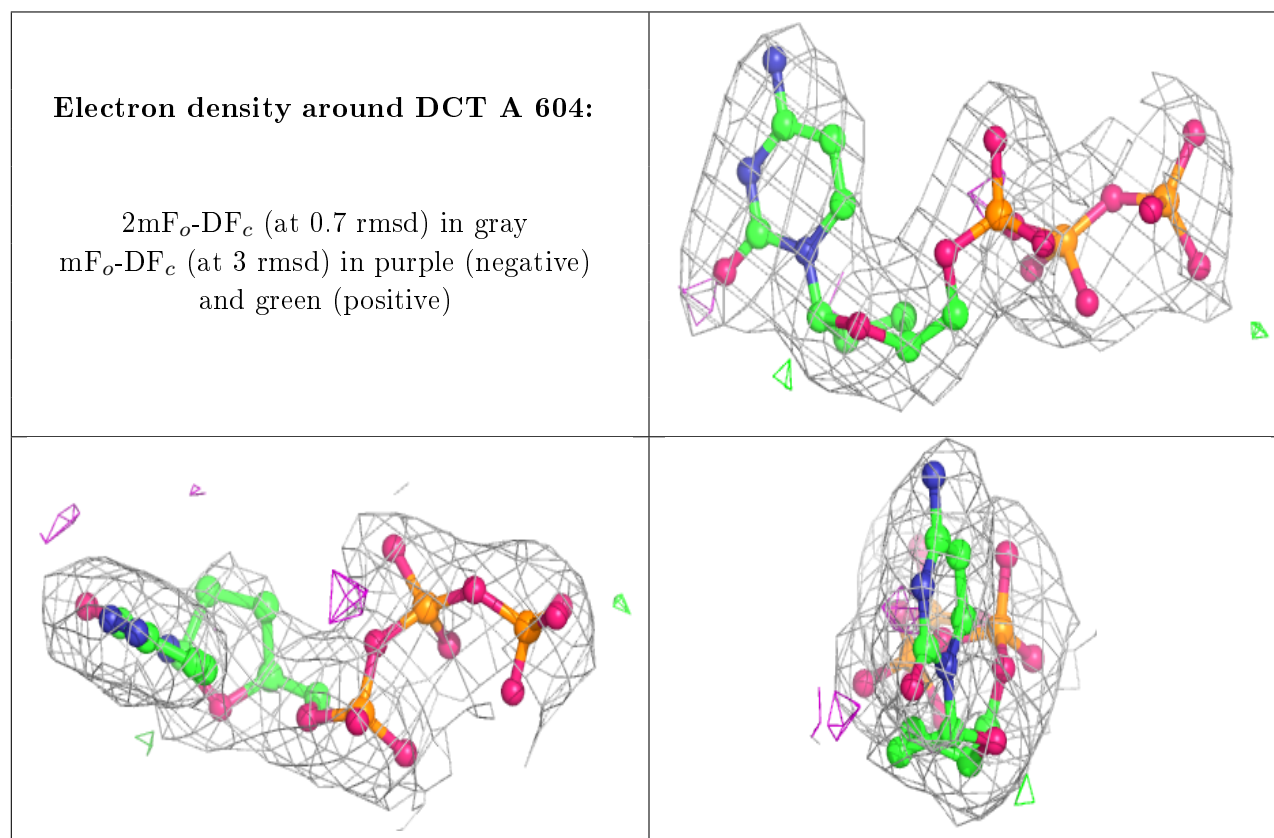 Electron density around DCT A 604:
2mFo-DFc (at 0.7 rmsd) in gray
mFo-DFc (at 3 rmsd) in purple (negative)
and green (positive)